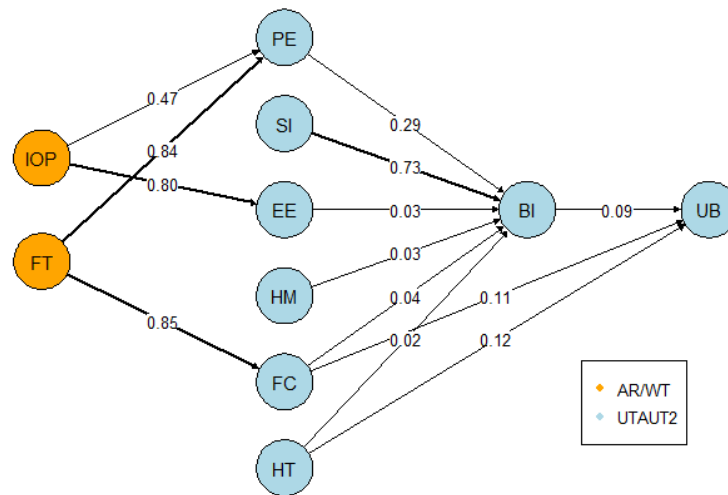 PE
0.47
0.29
SI
IOP
0.84
0.73
0.80
EE
0.03
BI
0.09
UB
FT
0.03
HM
0.04
0.11
0.85
0.02
0.12
FC
AR/WT
UTAUT2
HT